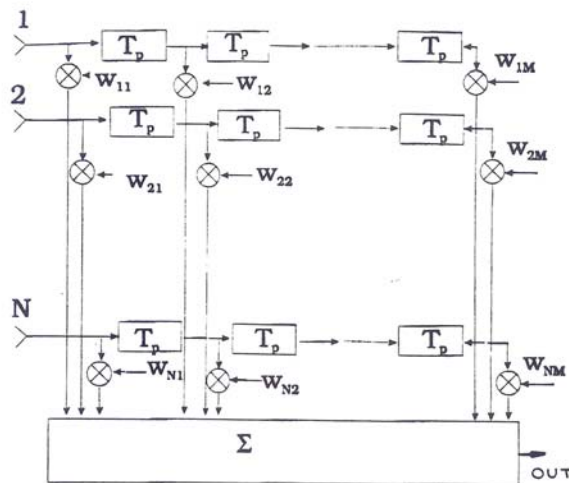 1 T_p T_p T_p
W_11 W_12 W_1M
2 T_p T_p T_p
W_21 W_22 W_2M
N T_p T_p T_p
W_N1 W_N2 W_NM
Σ
OUT